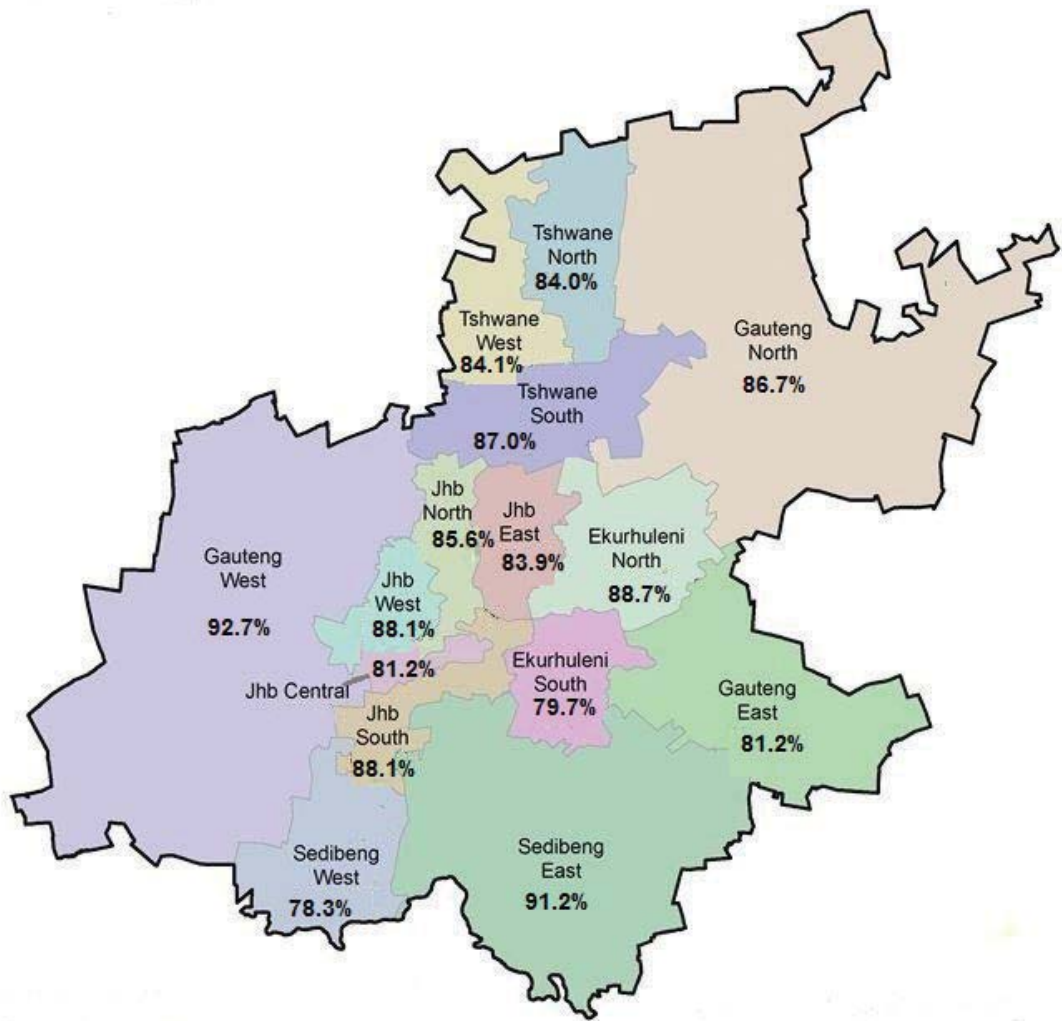 Tshwane
North
84.0%
Tshwane
West
84.1%
Gauteng
North
86.7%
Tshwane
South
87.0%
Jhb
North
85.6%
Jhb
East
83.9%
Ekurhuleni
North
88.7%
Gauteng
West
92.7%
Jhb
West
88.1%
81.2%
Jhb Central
Ekurhuleni
South
79.7%
Gauteng
East
81.2%
Jhb
South
88.1%
Sedibeng
West
78.3%
Sedibeng
East
91.2%